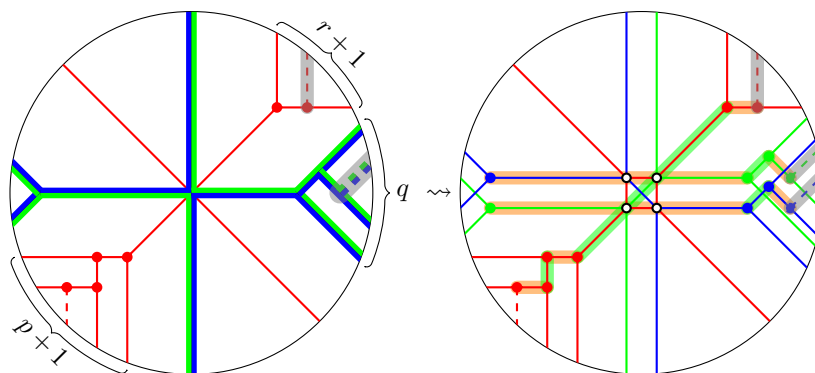 r + 1
q
⇝
p + 1